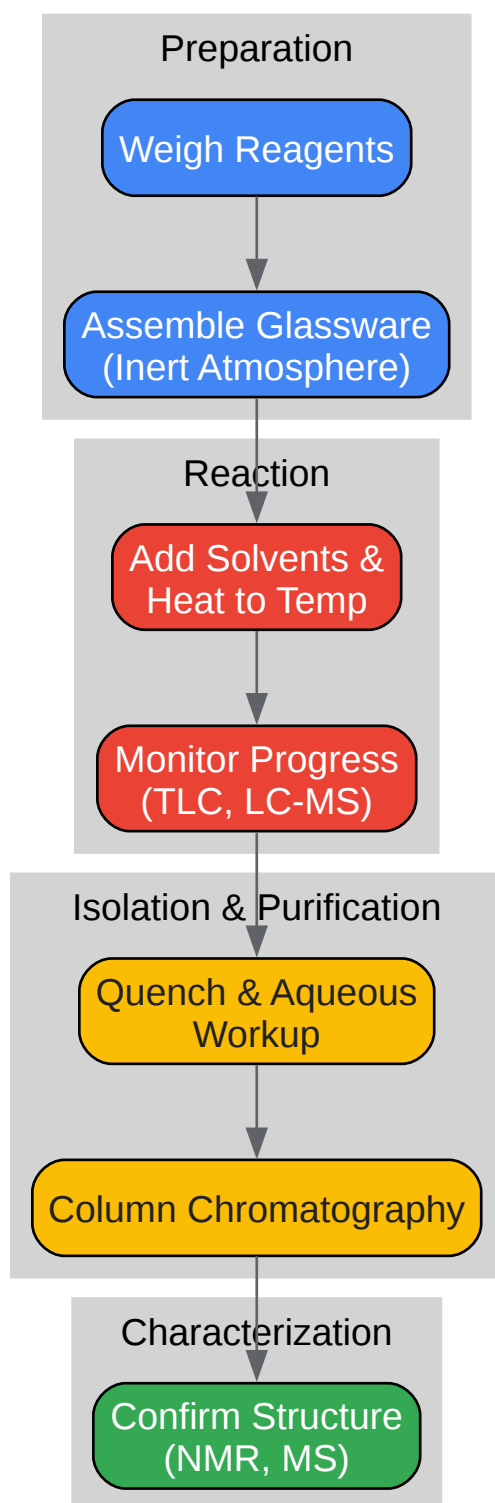 Preparation
Weigh Reagents
Assemble Glassware
(Inert Atmosphere)
Reaction
Add Solvents &
Heat to Temp
Monitor Progress
(TLC, LC-MS)
Isolation & Purification
Quench & Aqueous
Workup
Column Chromatography
Characterization
Confirm Structure
(NMR, MS)